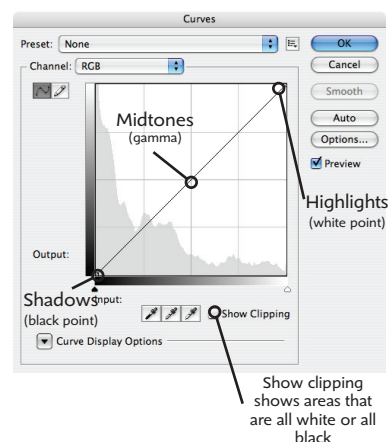 Curves
Preset: None
OK
Channel: RGB
Cancel
Smooth
Auto
Options...
Preview
Midtones
(gamma)
Highlights
(white point)
Output:
Shadows
(black point)
Input:
Show Clipping
Curve Display Options
Show clipping
shows areas that
are all white or all
black